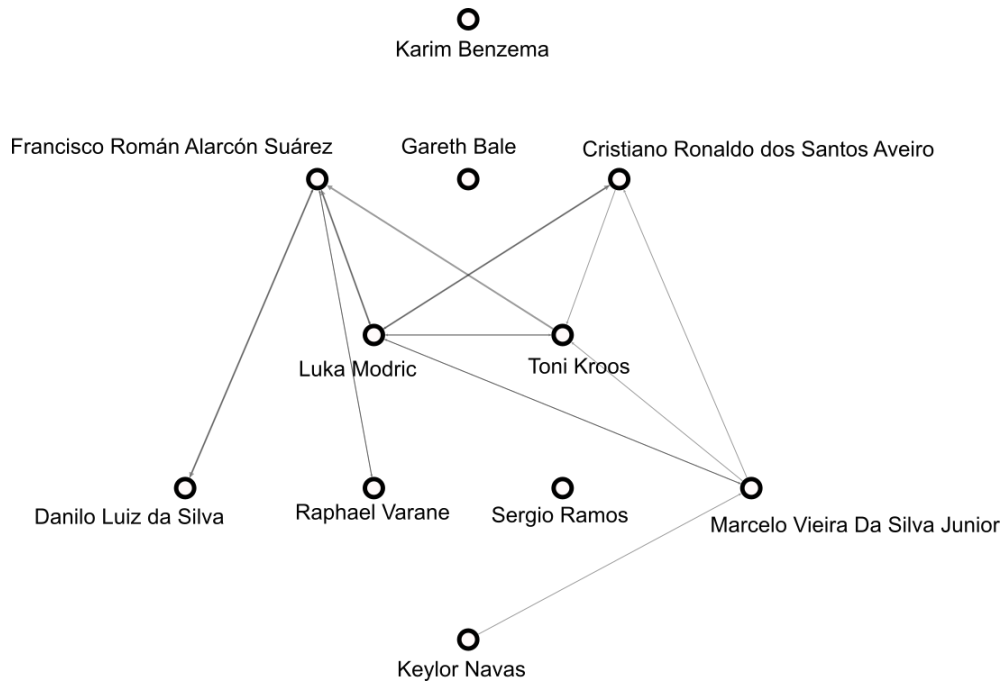 Karim Benzema
Francisco Román Alarcón Suárez
Gareth Bale
Cristiano Ronaldo dos Santos Aveiro
Luka Modric
Toni Kroos
Danilo Luiz da Silva
Raphael Varane
Sergio Ramos
Marcelo Vieira Da Silva Junior
Keylor Navas